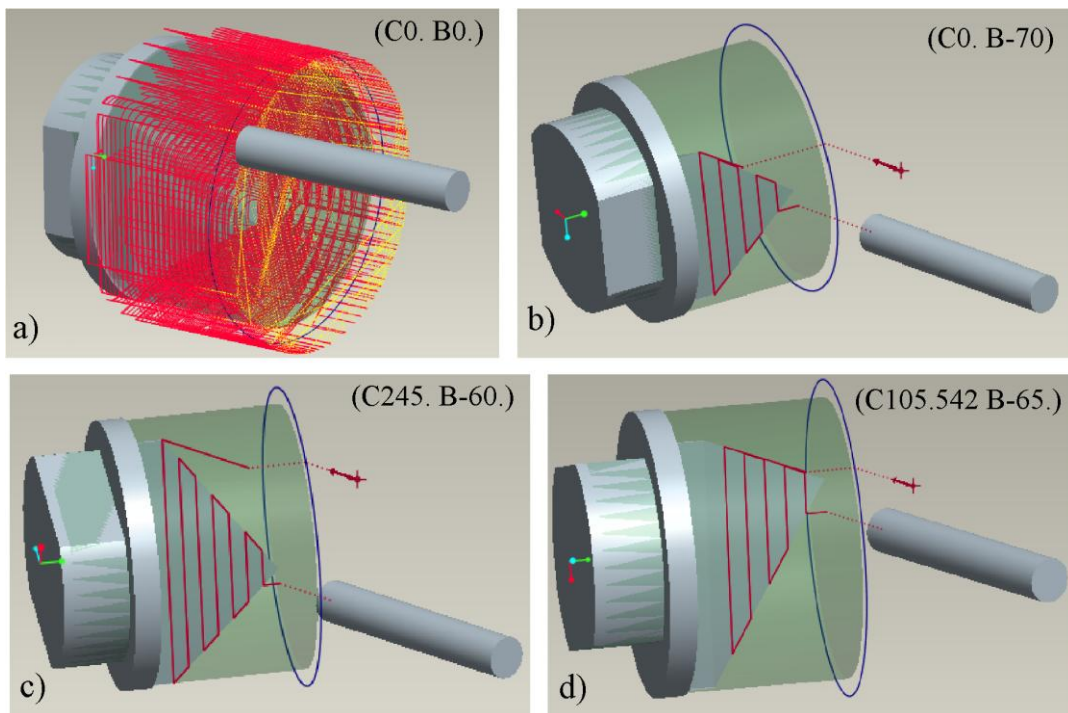 (C0. B0.)
a)
(C0. B-70)
b)
(C245. B-60.)
c)
(C105.542 B-65.)
d)